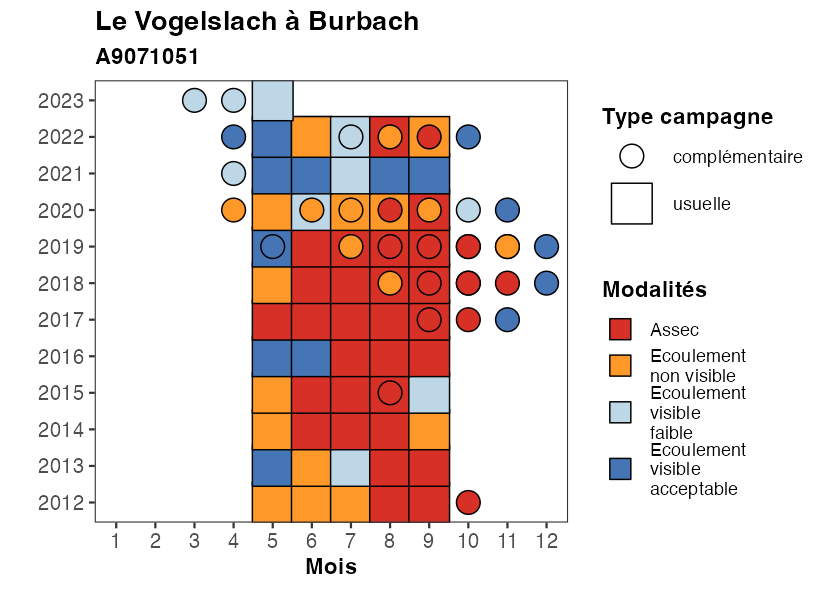 Le Vogelslach à Burbach
A9071051
2023
2022
2021
2020
2019
2018
2017
2016
2015
2014
2013
2012
1 2 3 4 5 6 7 8 9 10 11 12
Mois
Type campagne
complémentaire
usuelle
Modalités
Assec
Ecoulement
non visible
Ecoulement
visible
faible
Ecoulement
visible
acceptable